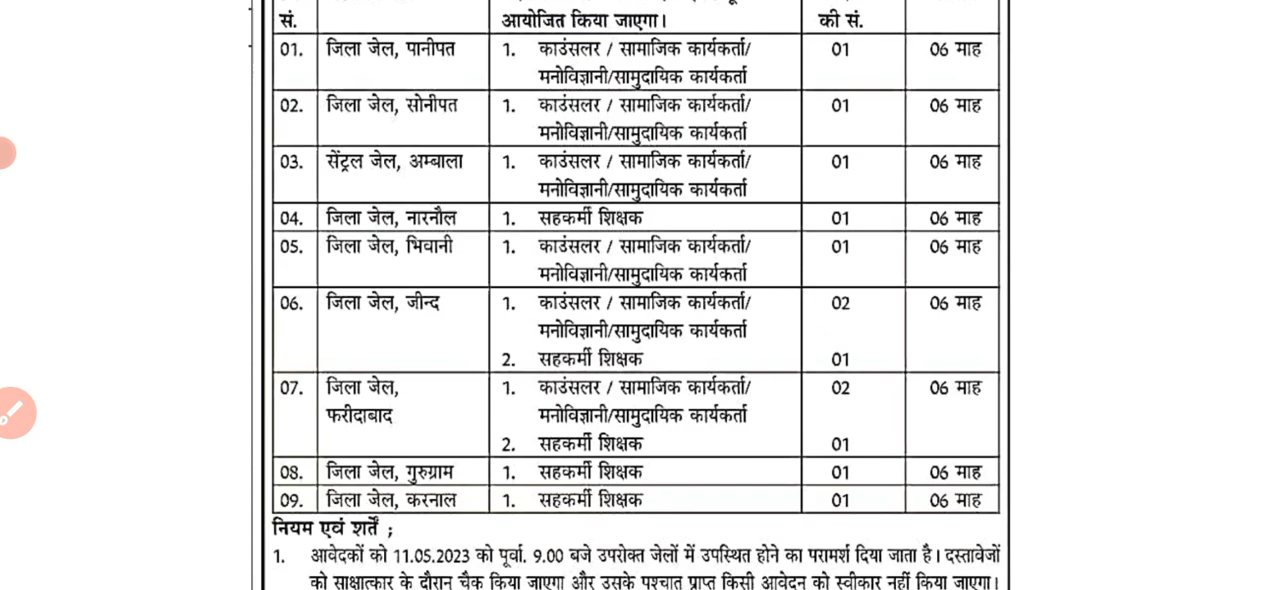 सं. आयोजित किया जाएगा। की सं.
01. जिला जेल, पानीपत 1. काउंसलर / सामाजिक कार्यकर्ता/ 01 06 माह
मनोविज्ञानी/सामुदायिक कार्यकर्ता
02. जिला जेल, सोनीपत 1. काउंसलर / सामाजिक कार्यकर्ता/ 01 06 माह
मनोविज्ञानी/सामुदायिक कार्यकर्ता
03. सेंट्रल जेल, अम्बाला 1. काउंसलर / सामाजिक कार्यकर्ता/ 01 06 माह
मनोविज्ञानी/सामुदायिक कार्यकर्ता
04. जिला जेल, नारनौल 1. सहकर्मी शिक्षक 01 06 माह
05. जिला जेल, भिवानी 1. काउंसलर / सामाजिक कार्यकर्ता/ 01 06 माह
मनोविज्ञानी/सामुदायिक कार्यकर्ता
06. जिला जेल, जीन्द 1. काउंसलर / सामाजिक कार्यकर्ता/ 02 06 माह
मनोविज्ञानी/सामुदायिक कार्यकर्ता
2. सहकर्मी शिक्षक 01
07. जिला जेल, 1. काउंसलर / सामाजिक कार्यकर्ता/ 02 06 माह
फरीदाबाद मनोविज्ञानी/सामुदायिक कार्यकर्ता
2. सहकर्मी शिक्षक 01
08. जिला जेल, गुरुग्राम 1. सहकर्मी शिक्षक 01 06 माह
09. जिला जेल, करनाल 1. सहकर्मी शिक्षक 01 06 माह
नियम एवं शर्तें ;
1. आवेदकों को 11.05.2023 को पूर्वा. 9.00 बजे उपरोक्त जेलों में उपस्थित होने का परामर्श दिया जाता है। दस्तावेजों
को साक्षात्कार के दौरान चैक किया जाएगा और उसके पश्चात प्राप्त किसी आवेदन को स्वीकार नहीं किया जाएगा।